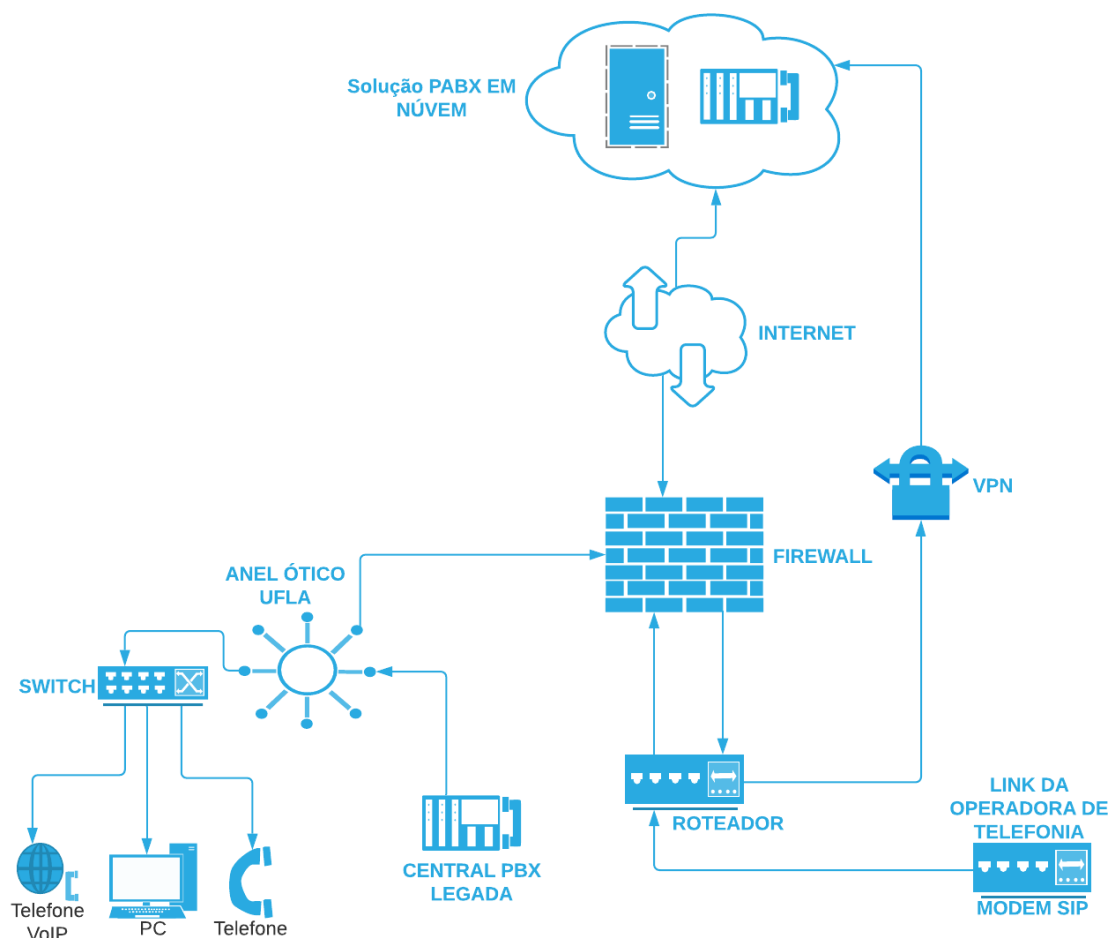 Solução PABX EM
NÚVEM
INTERNET
VPN
FIREWALL
ANEL ÓTICO
UFLA
SWITCH
LINK DA
OPERADORA DE
TELEFONIA
ROTEADOR
CENTRAL PBX
LEGADA
MODEM SIP
Telefone
VoIP
PC
Telefone